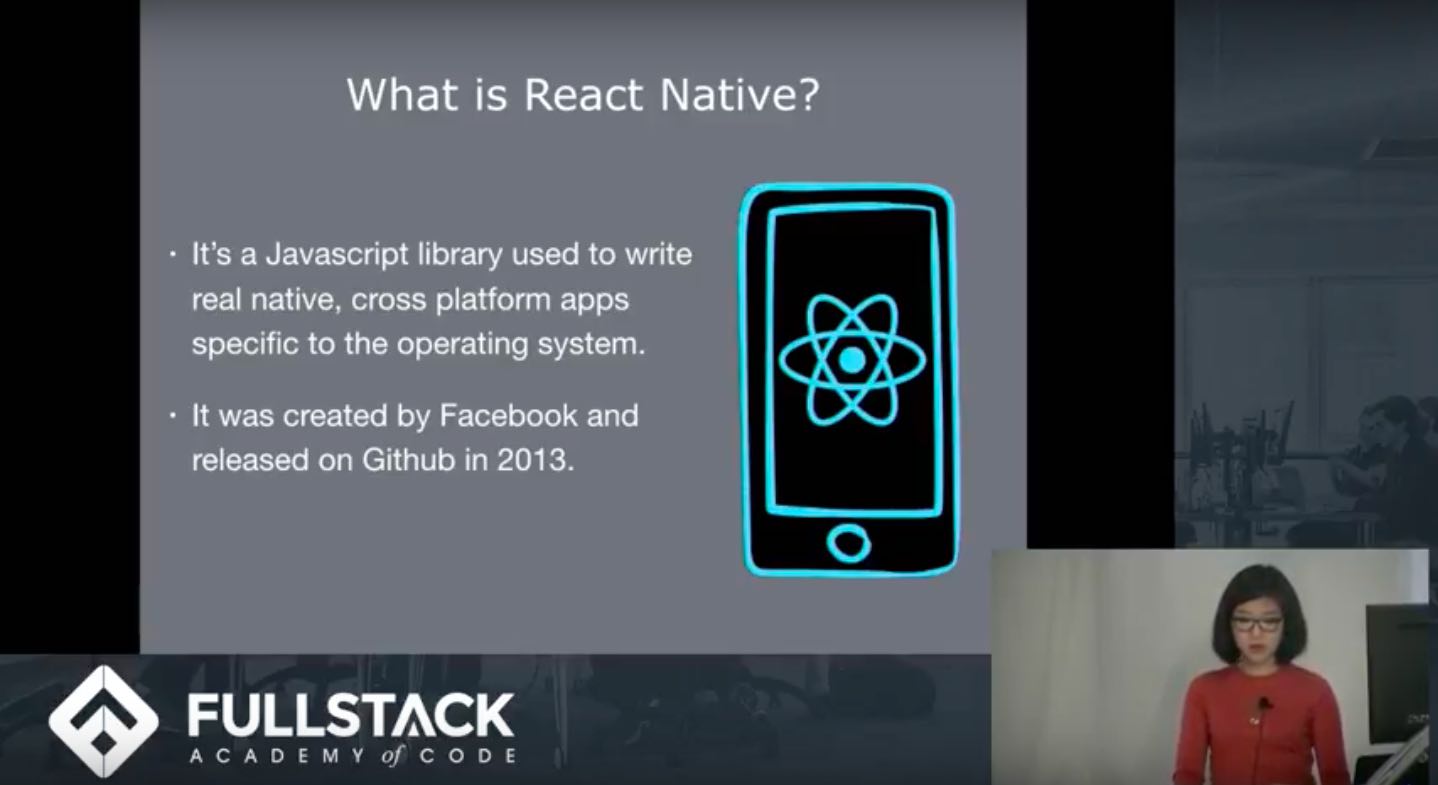 What is React Native?
· It’s a Javascript library used to write
real native, cross platform apps
specific to the operating system.
· It was created by Facebook and
released on Github in 2013.
FULLSTACK
ACADEMY of CODE